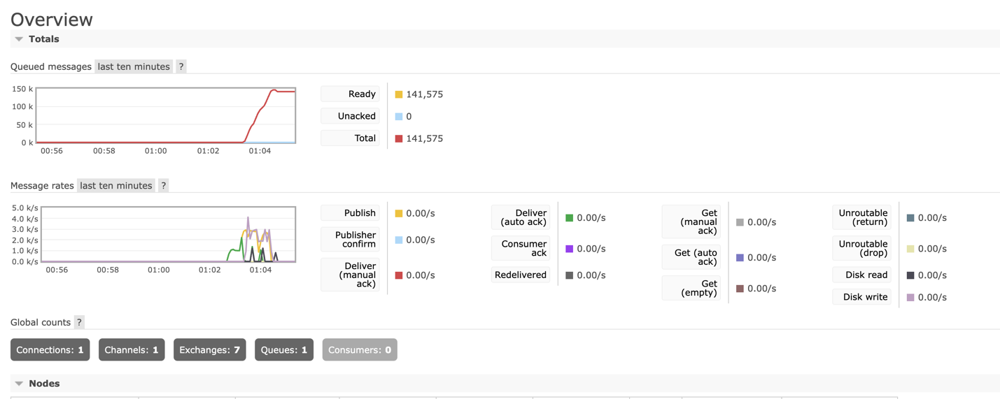 Overview
Totals
Queued messages last ten minutes ?
150 k
100 k
50 k
0 k
00:56 00:58 01:00 01:02 01:04
Ready 141,575
Unacked 0
Total 141,575
Message rates last ten minutes ?
5.0 k/s
4.0 k/s
3.0 k/s
2.0 k/s
1.0 k/s
0.0 k/s
00:56 00:58 01:00 01:02 01:04
Publish 0.00/s
Publisher
confirm 0.00/s
Deliver
(manual
ack) 0.00/s
Deliver
(auto ack) 0.00/s
Consumer
ack 0.00/s
Redelivered 0.00/s
Get
(manual
ack) 0.00/s
Get (auto
ack) 0.00/s
Get
(empty) 0.00/s
Unroutable
(return) 0.00/s
Unroutable
(drop) 0.00/s
Disk read 0.00/s
Disk write 0.00/s
Global counts ?
Connections: 1 Channels: 1 Exchanges: 7 Queues: 1 Consumers: 0
Nodes